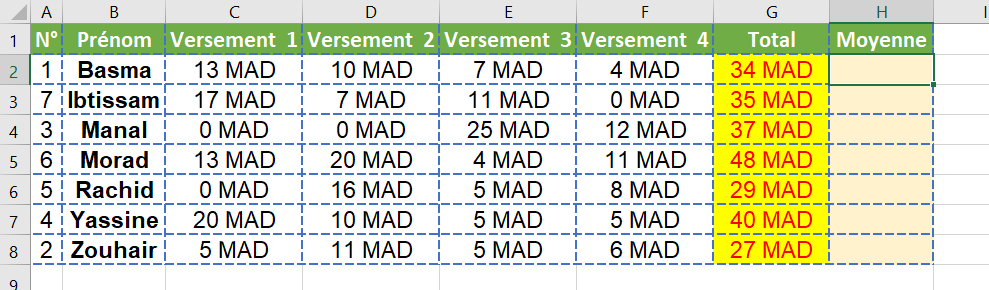 A B C D E F G H I
1 N° Prénom Versement 1 Versement 2 Versement 3 Versement 4 Total Moyenne
2 1 Basma 13 MAD 10 MAD 7 MAD 4 MAD 34 MAD
3 7 Ibtissam 17 MAD 7 MAD 11 MAD 0 MAD 35 MAD
4 3 Manal 0 MAD 0 MAD 25 MAD 12 MAD 37 MAD
5 6 Morad 13 MAD 20 MAD 4 MAD 11 MAD 48 MAD
6 5 Rachid 0 MAD 16 MAD 5 MAD 8 MAD 29 MAD
7 4 Yassine 20 MAD 10 MAD 5 MAD 5 MAD 40 MAD
8 2 Zouhair 5 MAD 11 MAD 5 MAD 6 MAD 27 MAD
9